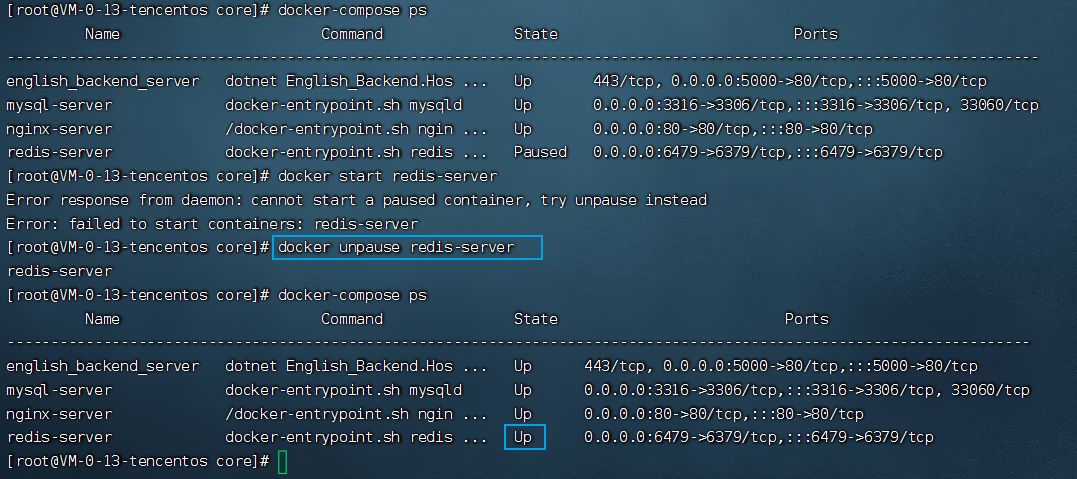 [root@VM-0-13-tencentos core]# docker-compose ps
Name Command State Ports
------------------------------------------------------------------------------------------------------------------------
english_backend_server dotnet English_Backend.Hos ... Up 443/tcp, 0.0.0.0:5000->80/tcp,:::5000->80/tcp
mysql-server docker-entrypoint.sh mysqld Up 0.0.0.0:3316->3306/tcp,:::3316->3306/tcp, 33060/tcp
nginx-server /docker-entrypoint.sh ngin ... Up 0.0.0.0:80->80/tcp,:::80->80/tcp
redis-server docker-entrypoint.sh redis ... Paused 0.0.0.0:6479->6379/tcp,:::6479->6379/tcp
[root@VM-0-13-tencentos core]# docker start redis-server
Error response from daemon: cannot start a paused container, try unpause instead
Error: failed to start containers: redis-server
[root@VM-0-13-tencentos core]# docker unpause redis-server
redis-server
[root@VM-0-13-tencentos core]# docker-compose ps
Name Command State Ports
-----------------------------------------------------------------------------------------------------------------------
english_backend_server dotnet English_Backend.Hos ... Up 443/tcp, 0.0.0.0:5000->80/tcp,:::5000->80/tcp
mysql-server docker-entrypoint.sh mysqld Up 0.0.0.0:3316->3306/tcp,:::3316->3306/tcp, 33060/tcp
nginx-server /docker-entrypoint.sh ngin ... Up 0.0.0.0:80->80/tcp,:::80->80/tcp
redis-server docker-entrypoint.sh redis ... Up 0.0.0.0:6479->6379/tcp,:::6479->6379/tcp
[root@VM-0-13-tencentos core]#